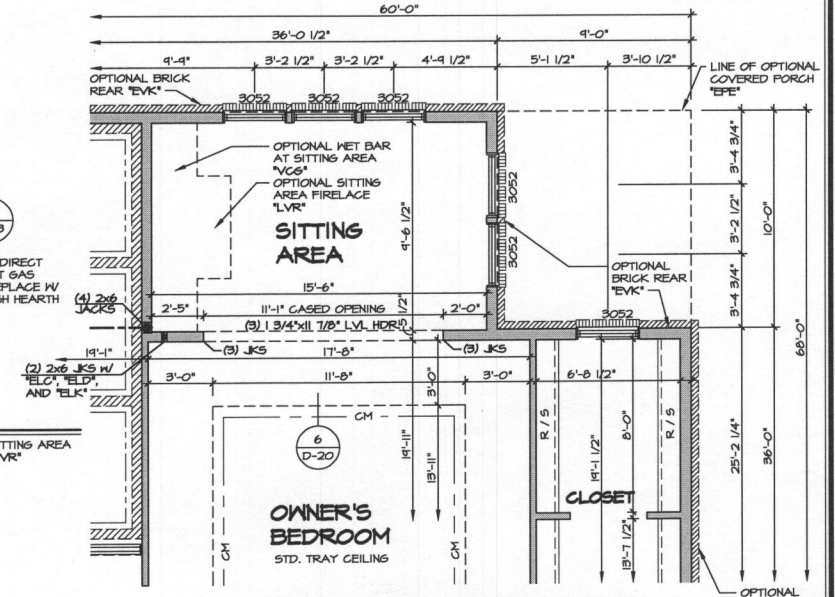 60'-0"
36'-0 1/2"
9'-0"
9'-9"
3'-2 1/2"
3'-2 1/2"
4'-9 1/2"
5'-1 1/2"
3'-10 1/2"
OPTIONAL BRICK
REAR "EVK"
LINE OF OPTIONAL
COVERED PORCH
"EPE"
3052
3052
3052
OPTIONAL WET BAR
AT SITTING AREA
"VCG"
OPTIONAL SITTING
AREA FIRELACE
"LVR"
SITTING
AREA
9'-6 1/2"
3052
3052
3'-4 3/4"
3'-2 1/2"
3'-4 3/4"
10'-0"
68'-0"
DIRECT
T GAS
EPLACE W/
GH HEARTH
OPTIONAL
BRICK REAR
"EVK"
(4) 2x6
JACKS
15'-6"
2'-5"
11'-1" CASED OPENING
2'-0"
(3) 1 3/4"x11 7/8" LVL HDR
5 1/2"
3052
(3) JKS
(3) JKS
19'-1"
17'-8"
(2) 2x6 JKS W/
"ELC", "ELD",
AND "ELK"
3'-0"
11'-8"
3'-0"
6'-8 1/2"
3'-0"
CM
6
D-20
R / S
R / S
19'-11"
13'-11"
19'-1 1/2"
8'-0"
25'-2 1/4"
36'-0"
TTING AREA
VR"
OWNER'S
BEDROOM
STD. TRAY CEILING
CM
CM
CLOSET
13'-7 1/2"
OPTIONAL